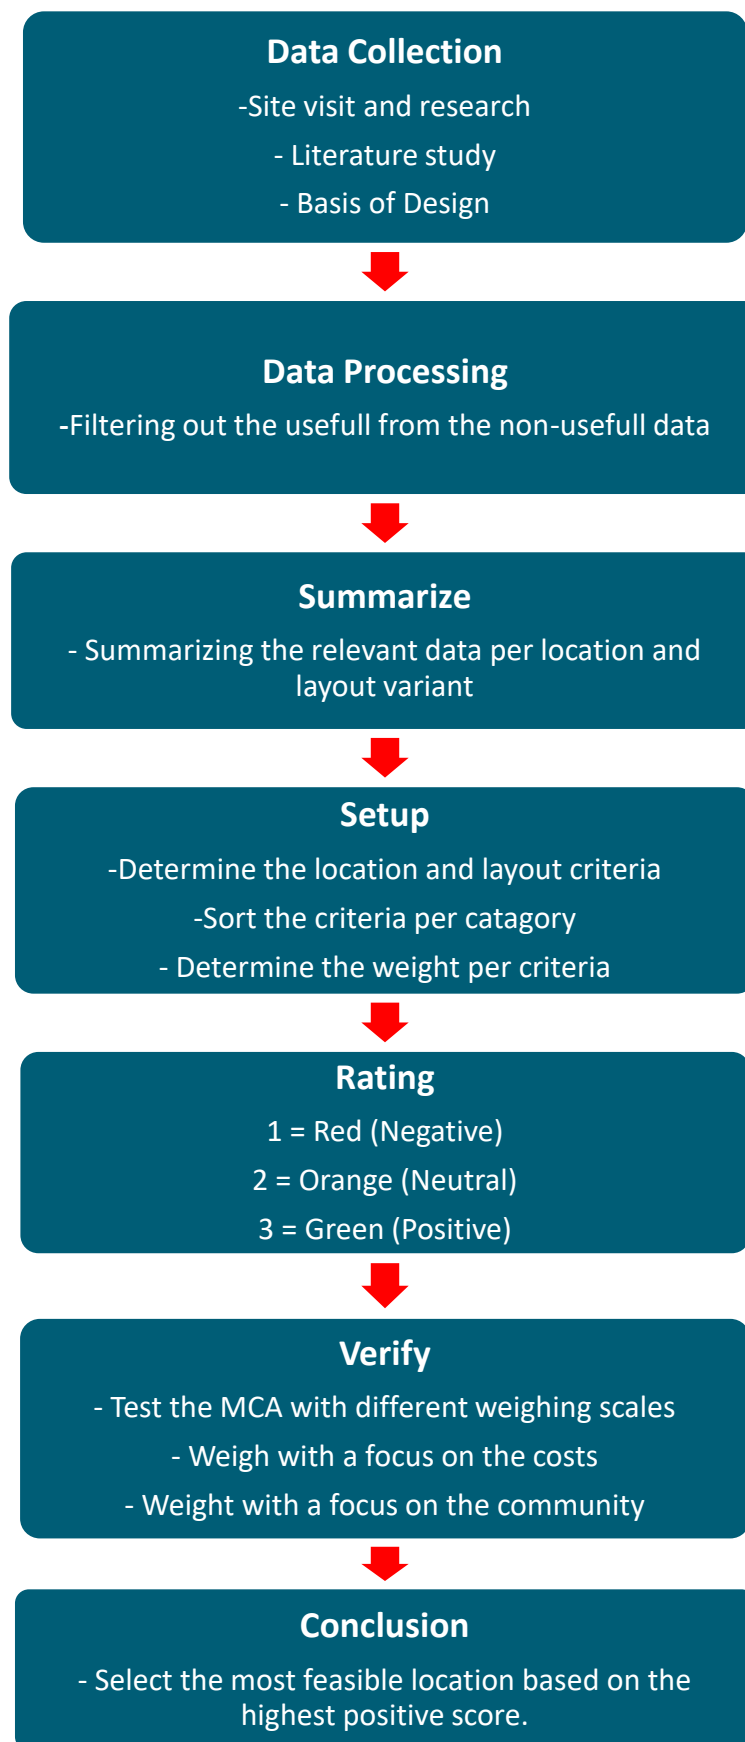 Data Collection
-Site visit and research
- Literature study
- Basis of Design
Data Processing
-Filtering out the usefull from the non-usefull data
Summarize
- Summarizing the relevant data per location and
layout variant
Setup
-Determine the location and layout criteria
-Sort the criteria per catagory
- Determine the weight per criteria
Rating
1 = Red (Negative)
2 = Orange (Neutral)
3 = Green (Positive)
Verify
- Test the MCA with different weighing scales
- Weigh with a focus on the costs
- Weight with a focus on the community
Conclusion
- Select the most feasible location based on the
highest positive score.